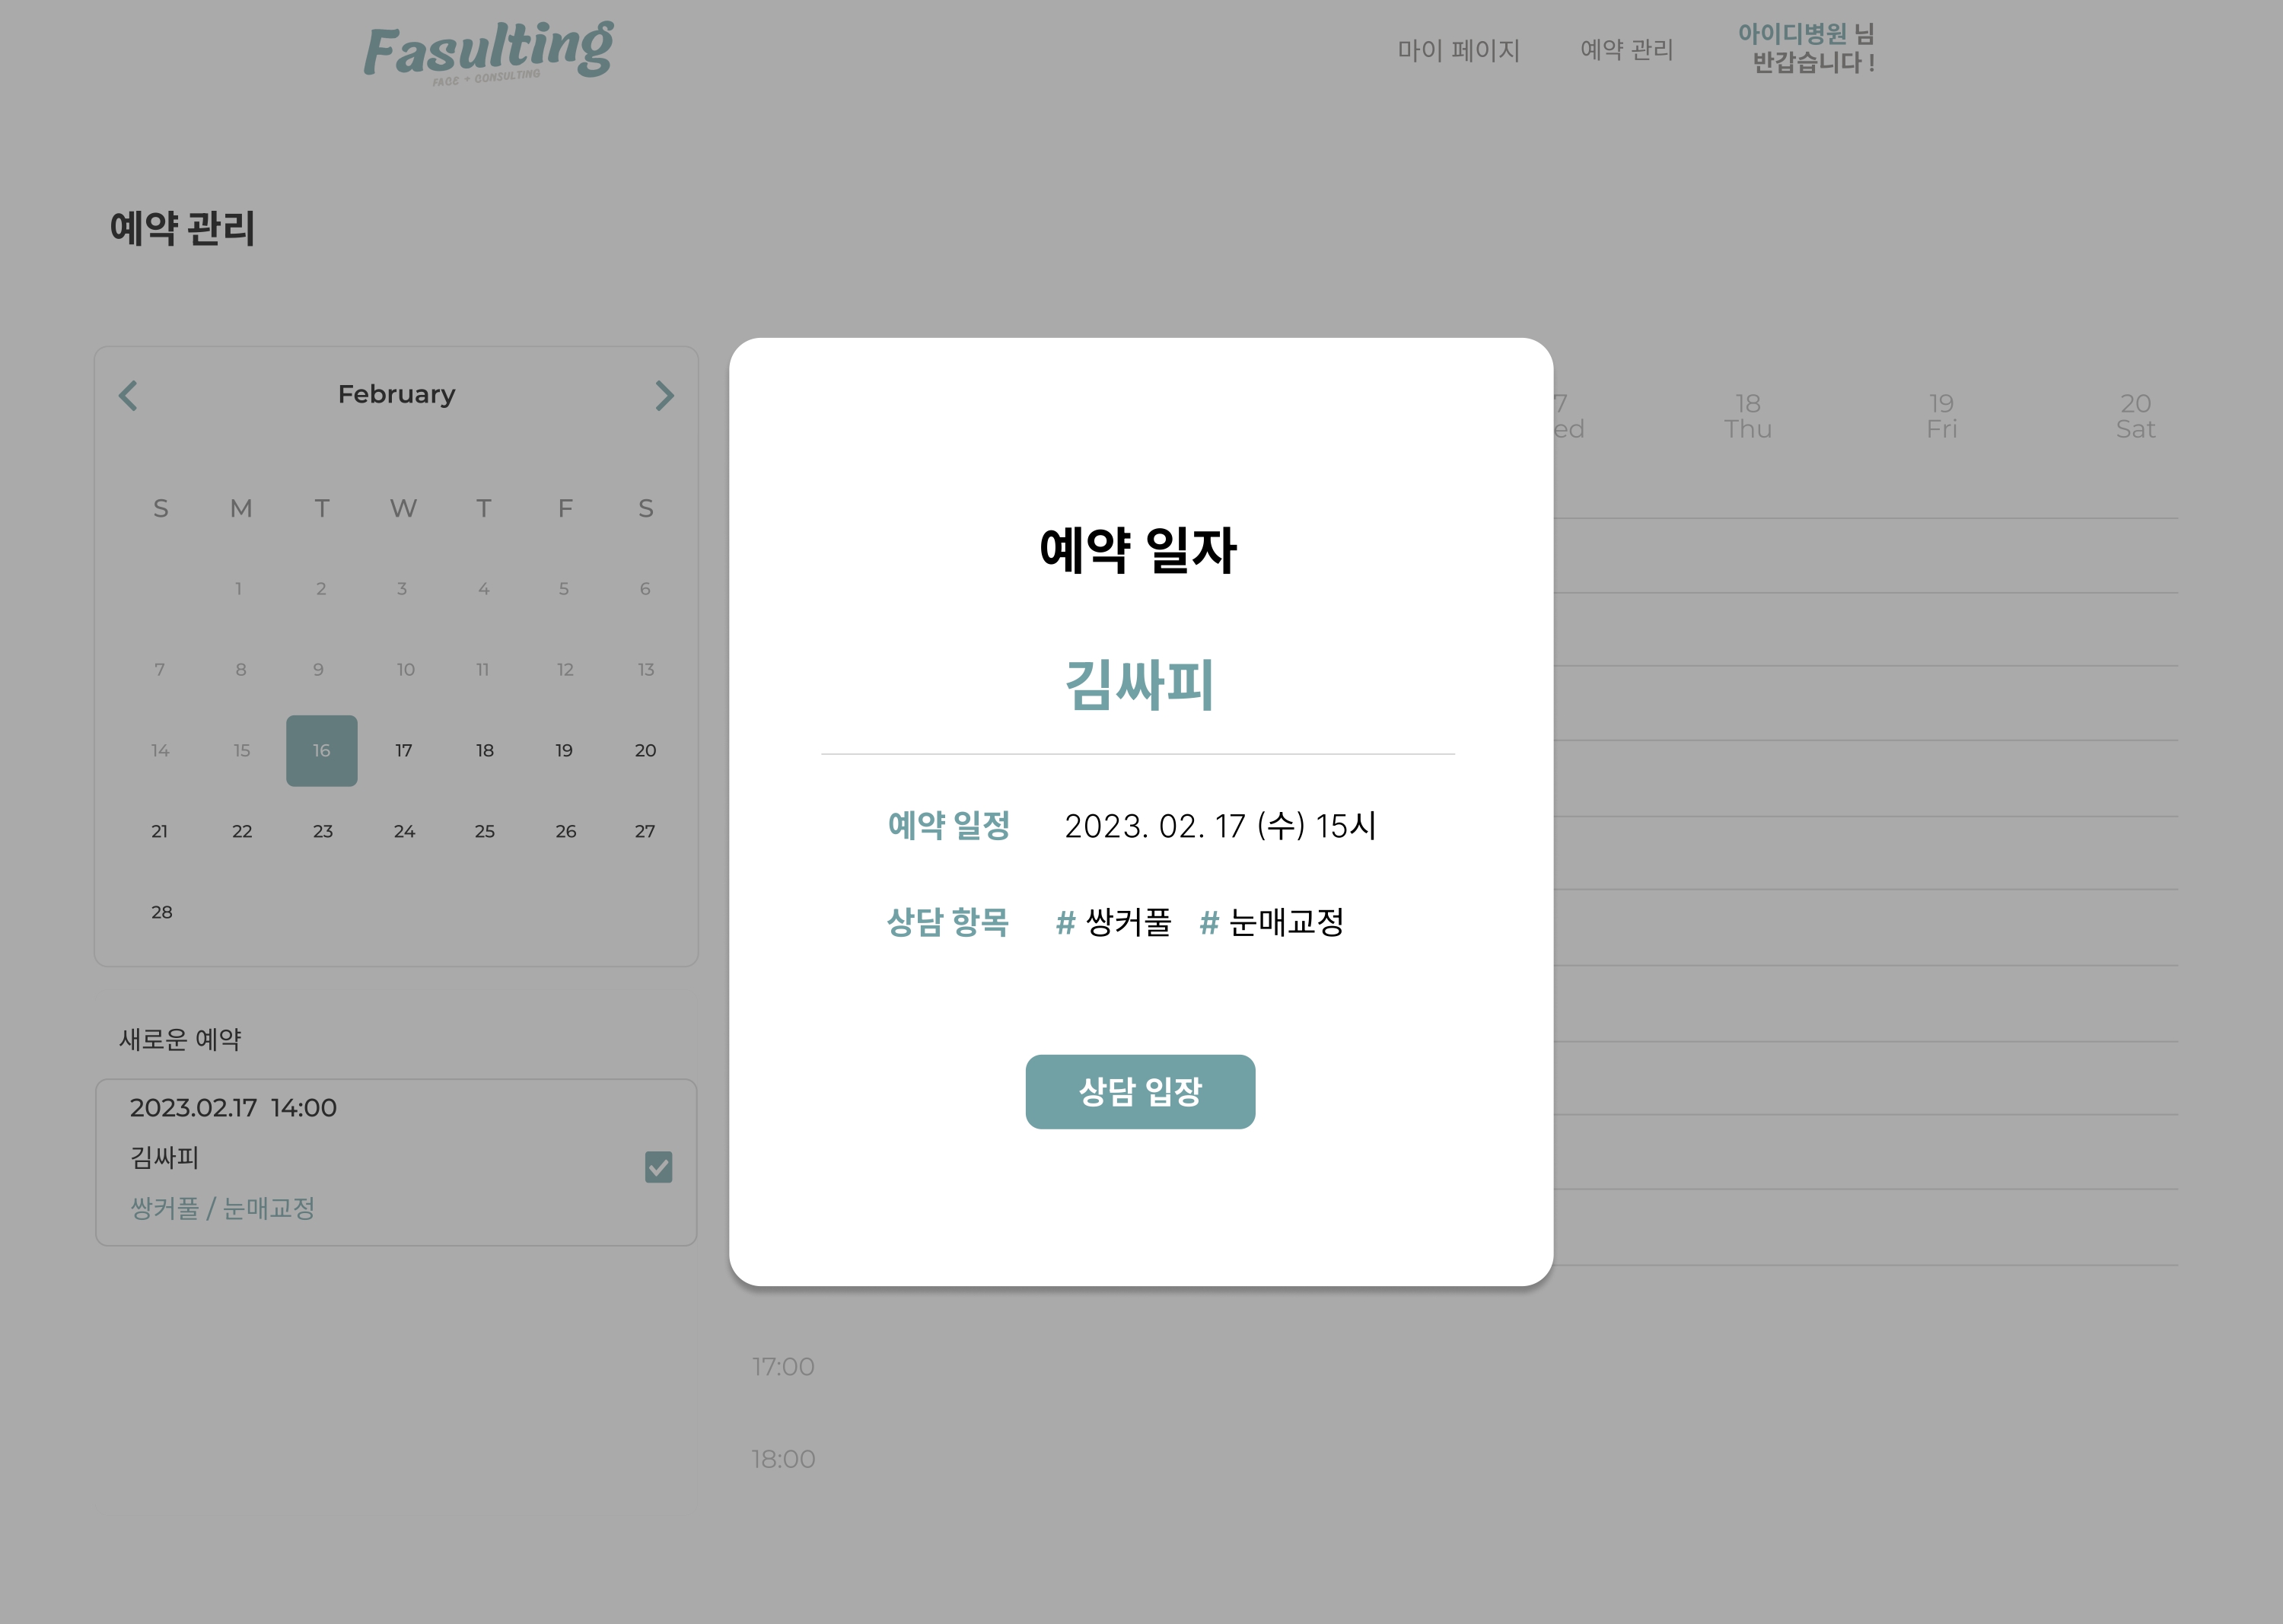 Fasulting
FACE + CONSULTING
마이 페이지
예약 관리
아이디병원 님
반갑습니다 !
예약 관리
February
S M T W T F S
1 2 3 4 5 6
7 8 9 10 11 12 13
14 15 16 17 18 19 20
21 22 23 24 25 26 27
28
새로운 예약
2023.02.17 14:00
김싸피
쌍커풀 / 눈매교정
예약 일자
김싸피
예약 일정 2023. 02. 17 (수) 15시
상담 항목 # 쌍커풀 # 눈매교정
상담 입장
7 18 19 20
ed Thu Fri Sat
17:00
18:00